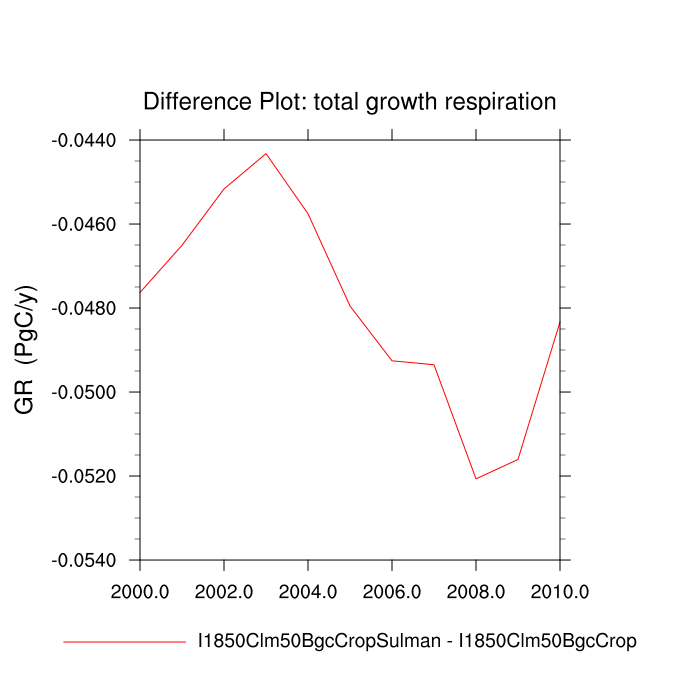 Difference Plot: total growth respiration
-0.0440
-0.0460
-0.0480
-0.0500
-0.0520
-0.0540
GR (PgC/y)
2000.0 2002.0 2004.0 2006.0 2008.0 2010.0
I1850Clm50BgcCropSulman - I1850Clm50BgcCrop